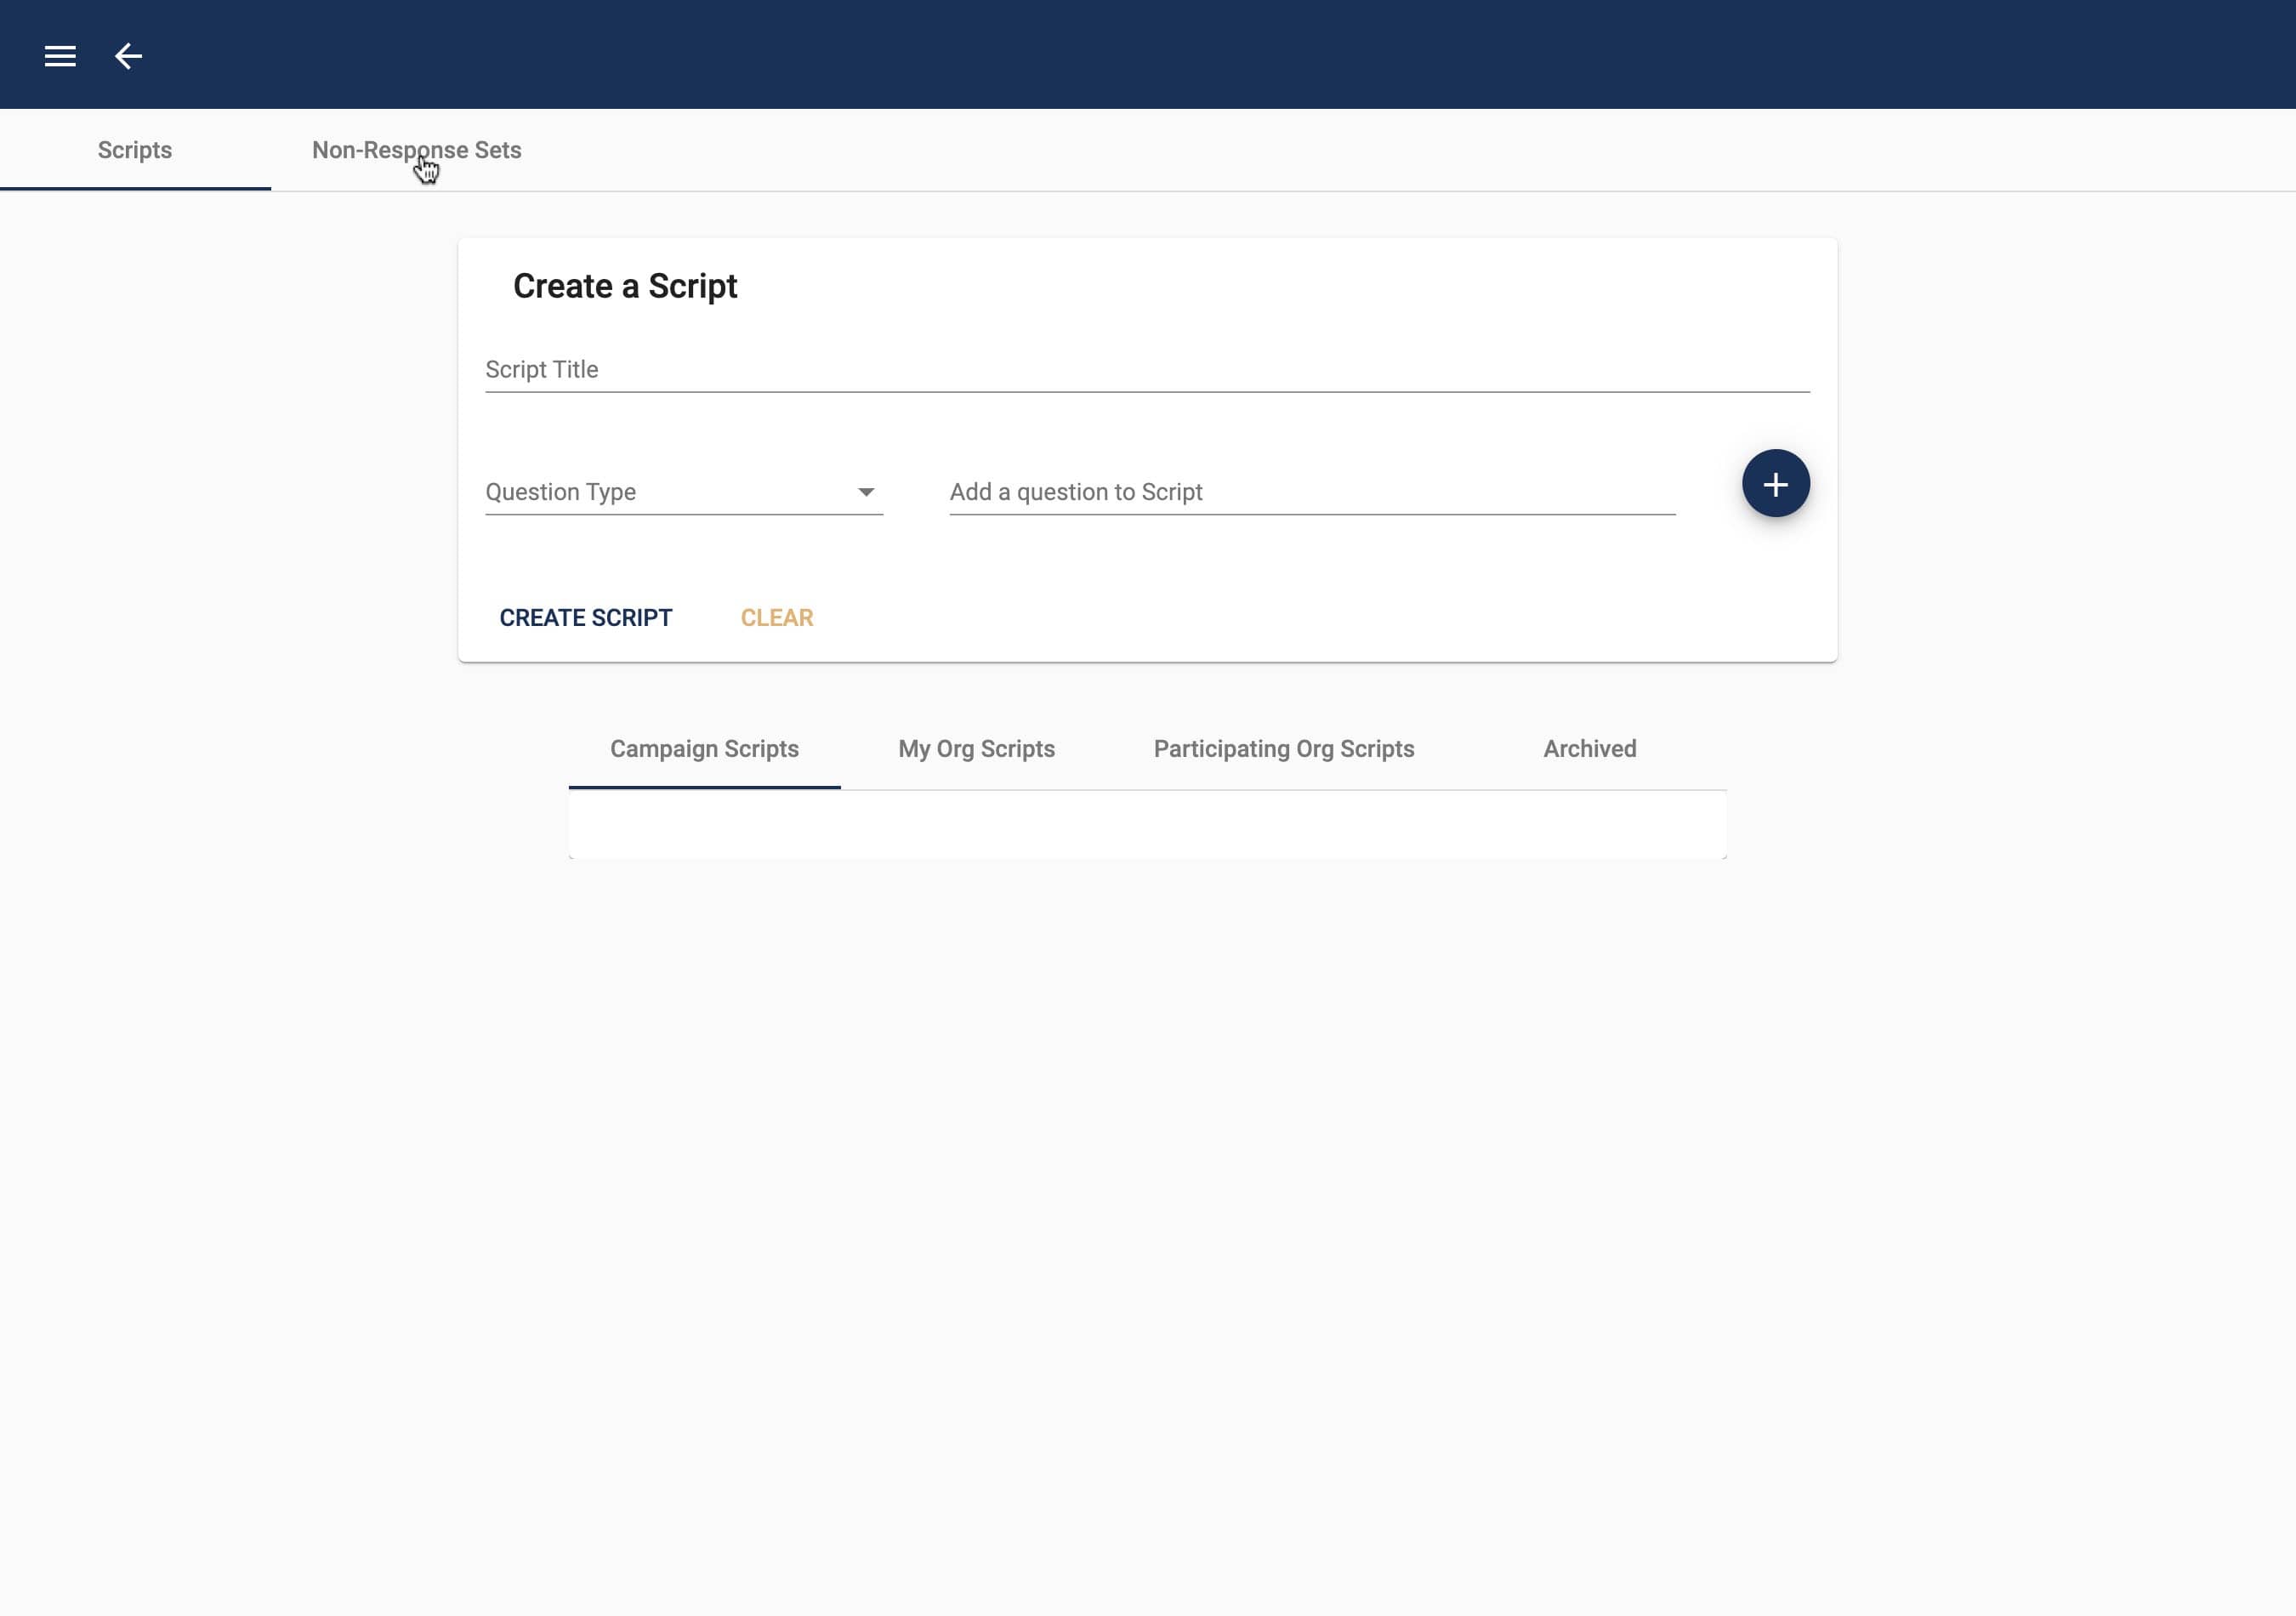 Scripts Non-Response Sets
Create a Script
Script Title
Question Type Add a question to Script
CREATE SCRIPT CLEAR
Campaign Scripts My Org Scripts Participating Org Scripts Archived